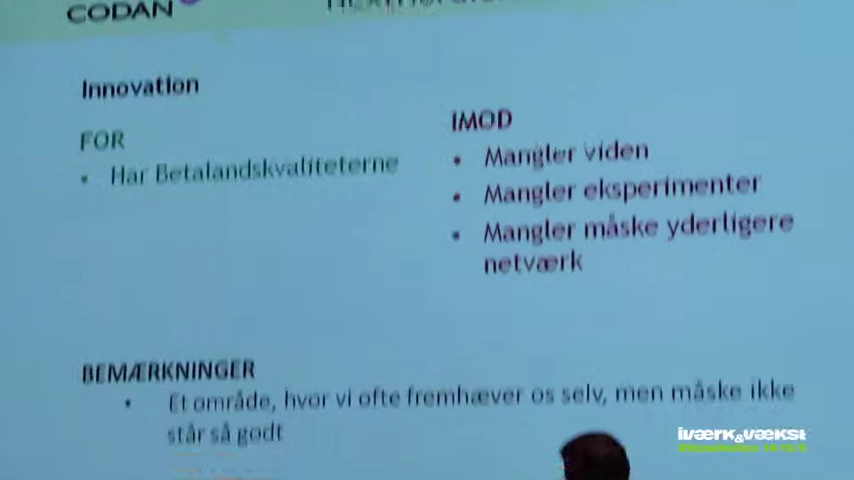 CODAN
Innovation
FOR
• Har Betalandskvaliteterne
IMOD
• Mangler viden
• Mangler eksperimenter
• Mangler måske yderligere
netværk
BEMÆRKNINGER
• Et område, hvor vi ofte fremhæver os selv, men måske ikke
står så godt
iværk&vækst